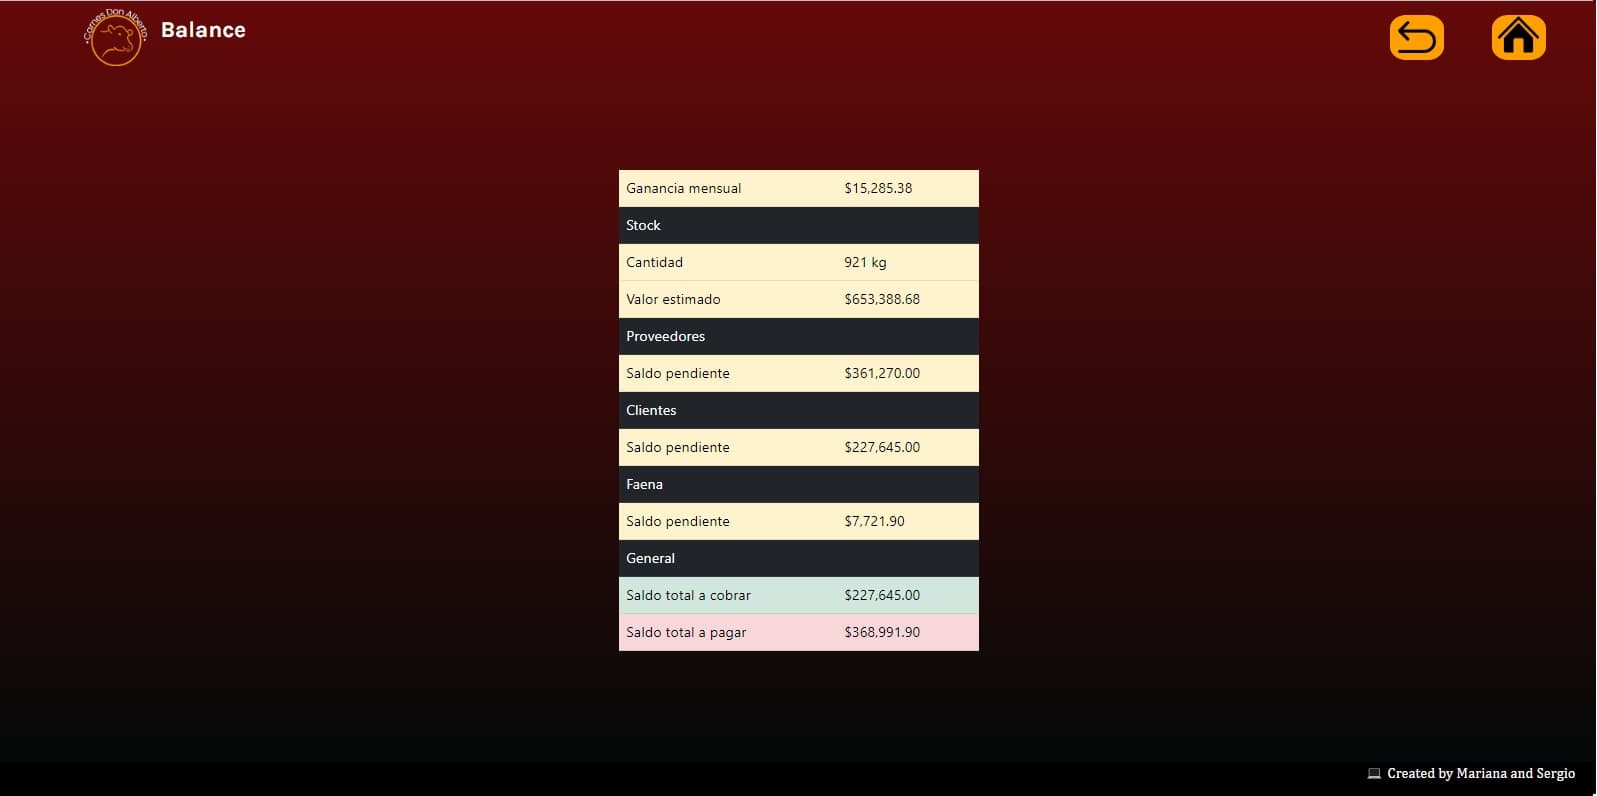 •Carnes Don Alberto•
Balance
Ganancia mensual $15,285.38
Stock
Cantidad 921 kg
Valor estimado $653,388.68
Proveedores
Saldo pendiente $361,270.00
Clientes
Saldo pendiente $227,645.00
Faena
Saldo pendiente $7,721.90
General
Saldo total a cobrar $227,645.00
Saldo total a pagar $368,991.90
Created by Mariana and Sergio